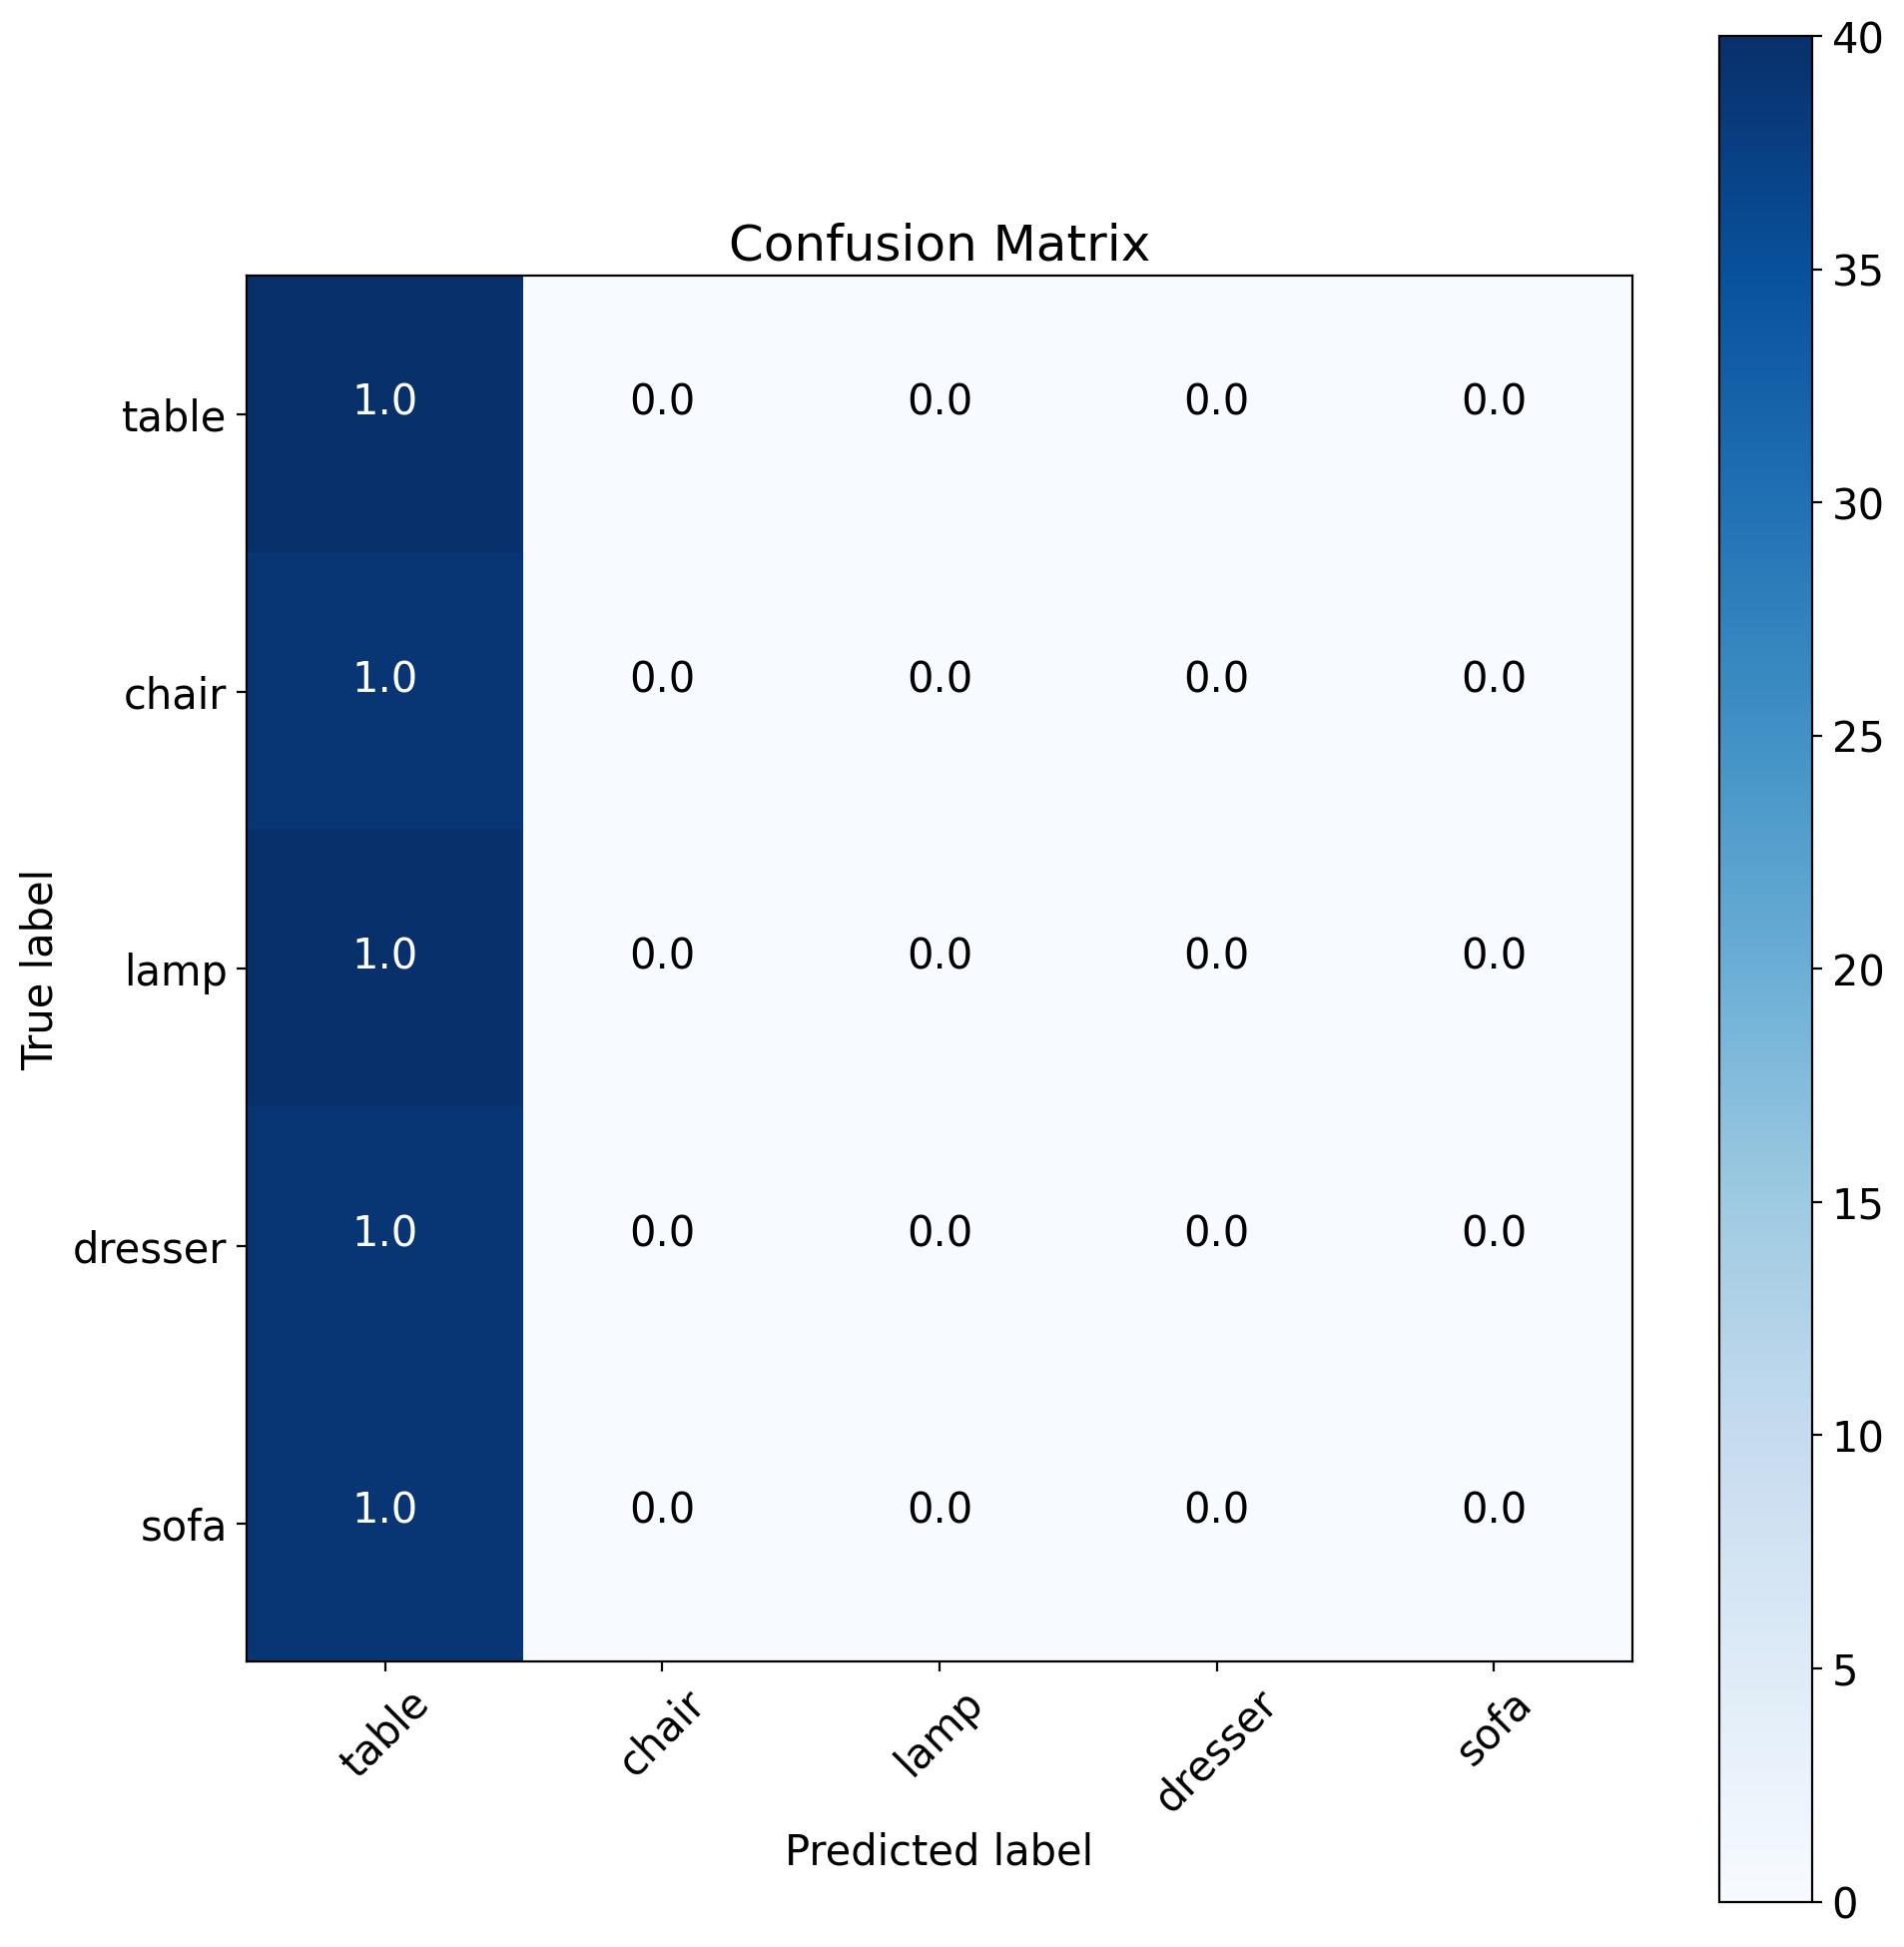 Confusion Matrix
True label
table 1.0 0.0 0.0 0.0 0.0
chair 1.0 0.0 0.0 0.0 0.0
lamp 1.0 0.0 0.0 0.0 0.0
dresser 1.0 0.0 0.0 0.0 0.0
sofa 1.0 0.0 0.0 0.0 0.0
table chair lamp dresser sofa
Predicted label
40
35
30
25
20
15
10
5
0